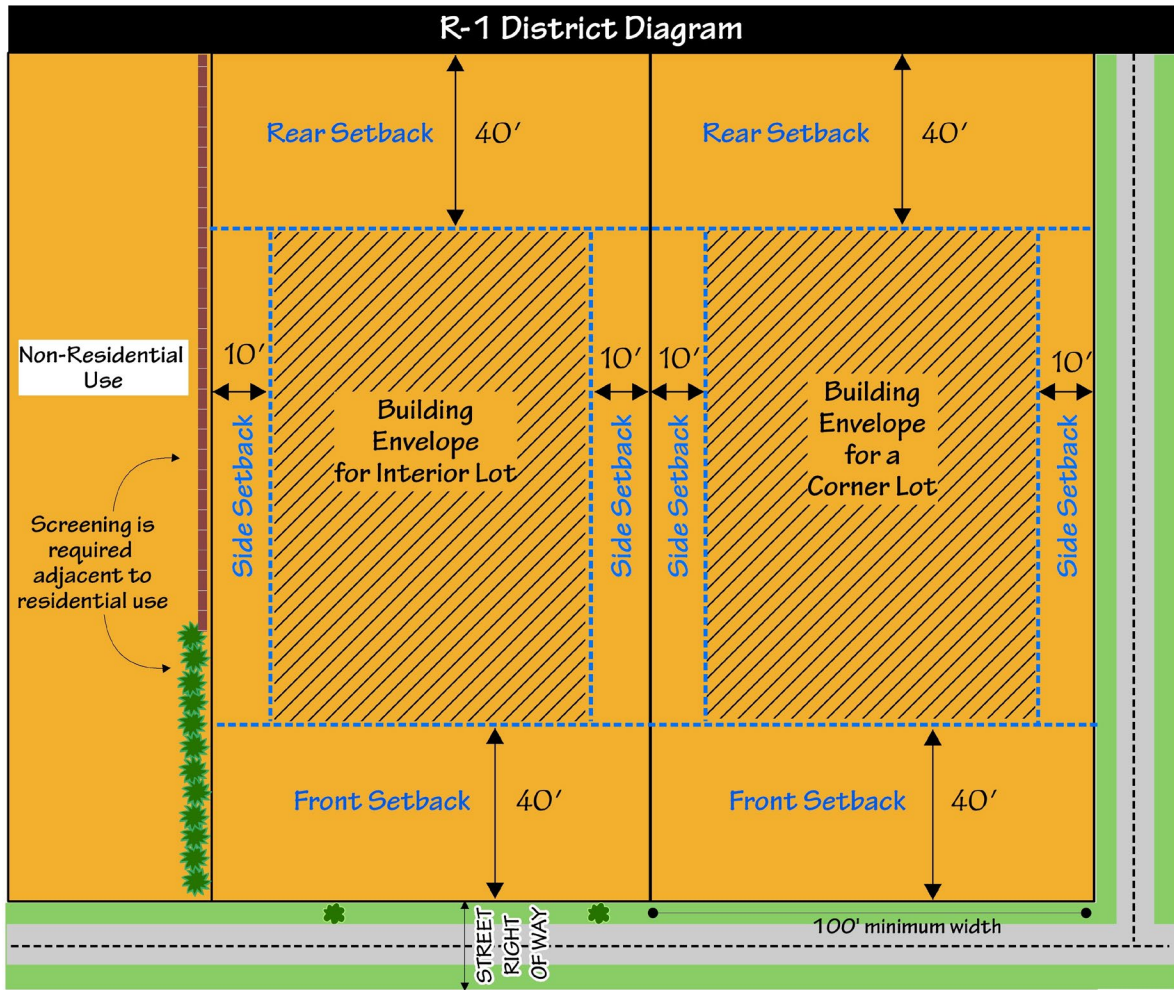 R-1 District Diagram
Rear Setback
40'
Rear Setback
40'
Non-Residential
Use
10'
10'
10'
10'
Side Setback
Building
Envelope
for Interior Lot
Side Setback
Side Setback
Building
Envelope
for a
Corner Lot
Side Setback
Screening is
required
adjacent to
residential use
Front Setback
40'
Front Setback
40'
STREET
RIGHT
OF WAY
100' minimum width